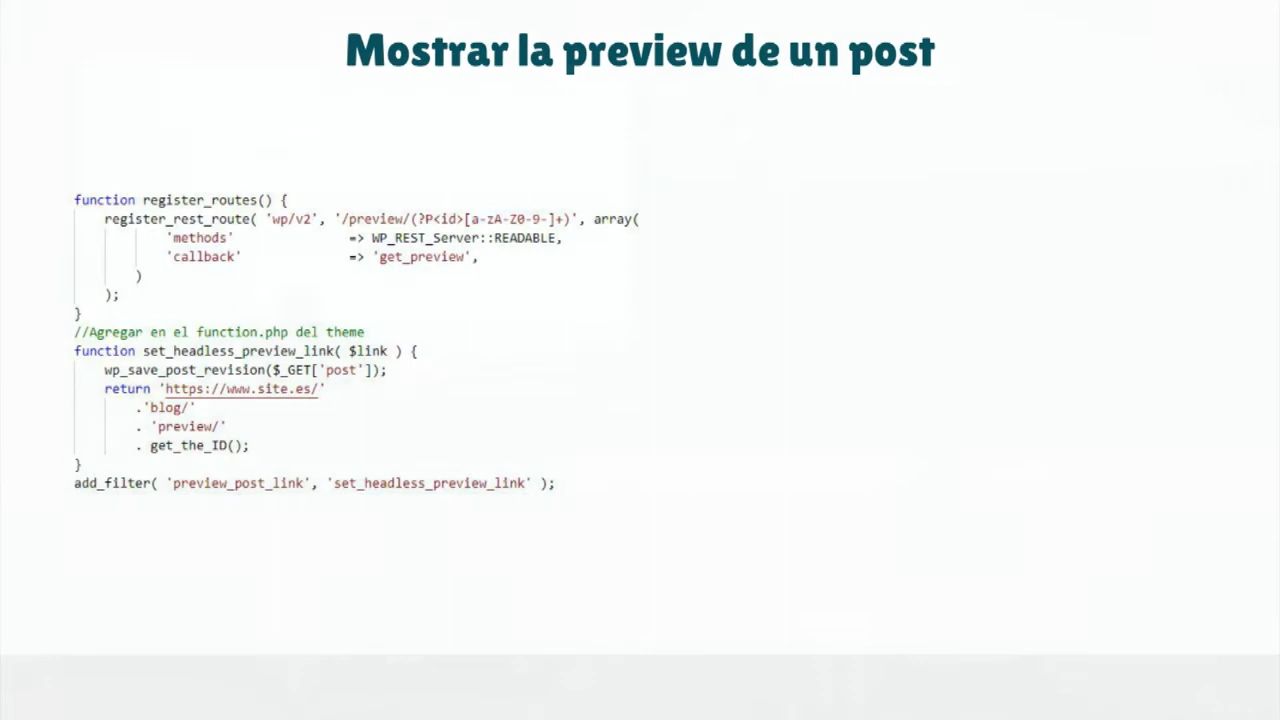 Mostrar la preview de un post
function register_routes() {
register_rest_route( 'wp/v2', '/preview/(?P<id>[a-zA-Z0-9-]+)', array(
'methods' => WP_REST_Server::READABLE,
'callback' => 'get_preview',
)
);
}
//Agregar en el function.php del theme
function set_headless_preview_link( $link ) {
wp_save_post_revision($_GET['post']);
return 'https://www.site.es/'
.'blog/'
. 'preview/'
. get_the_ID();
}
add_filter( 'preview_post_link', 'set_headless_preview_link' );